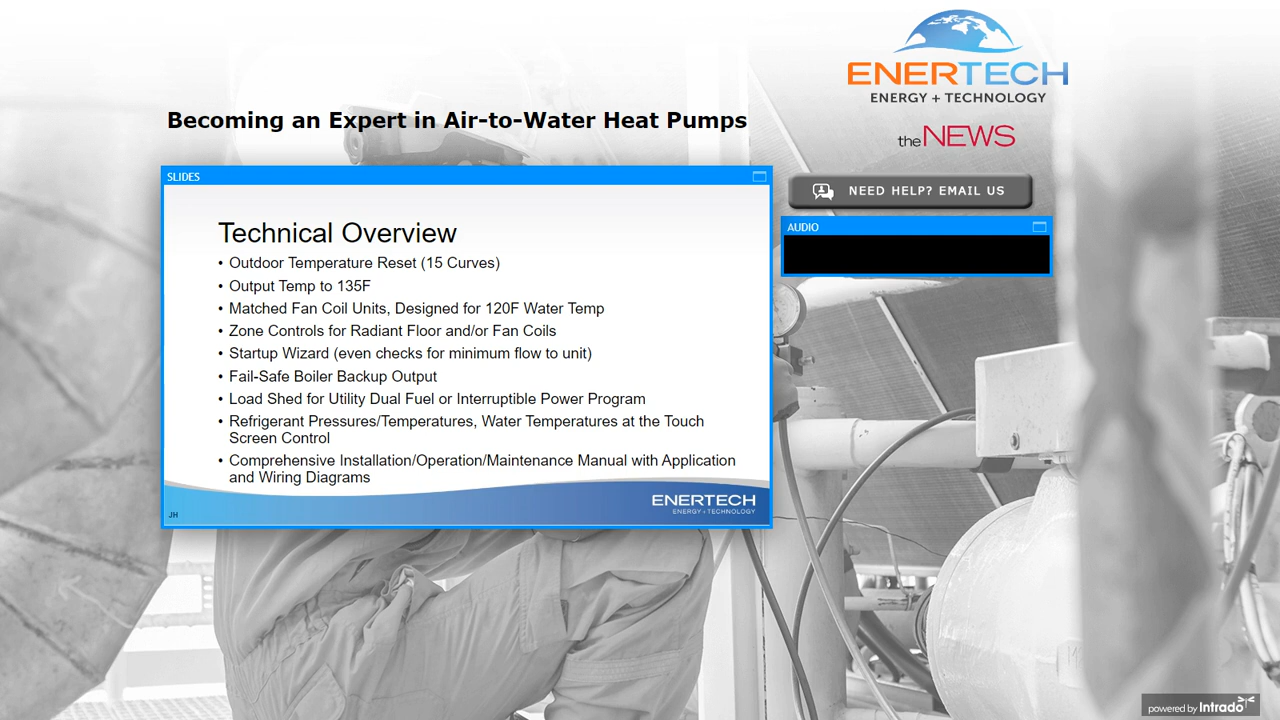 ENERTECH
ENERGY + TECHNOLOGY
Becoming an Expert in Air-to-Water Heat Pumps
the NEWS
SLIDES
NEED HELP? EMAIL US
AUDIO
Technical Overview
• Outdoor Temperature Reset (15 Curves)
• Output Temp to 135F
• Matched Fan Coil Units, Designed for 120F Water Temp
• Zone Controls for Radiant Floor and/or Fan Coils
• Startup Wizard (even checks for minimum flow to unit)
• Fail-Safe Boiler Backup Output
• Load Shed for Utility Dual Fuel or Interruptible Power Program
• Refrigerant Pressures/Temperatures, Water Temperatures at the Touch
Screen Control
• Comprehensive Installation/Operation/Maintenance Manual with Application
and Wiring Diagrams
ENERTECH
ENERGY + TECHNOLOGY
JH
powered by Intrado